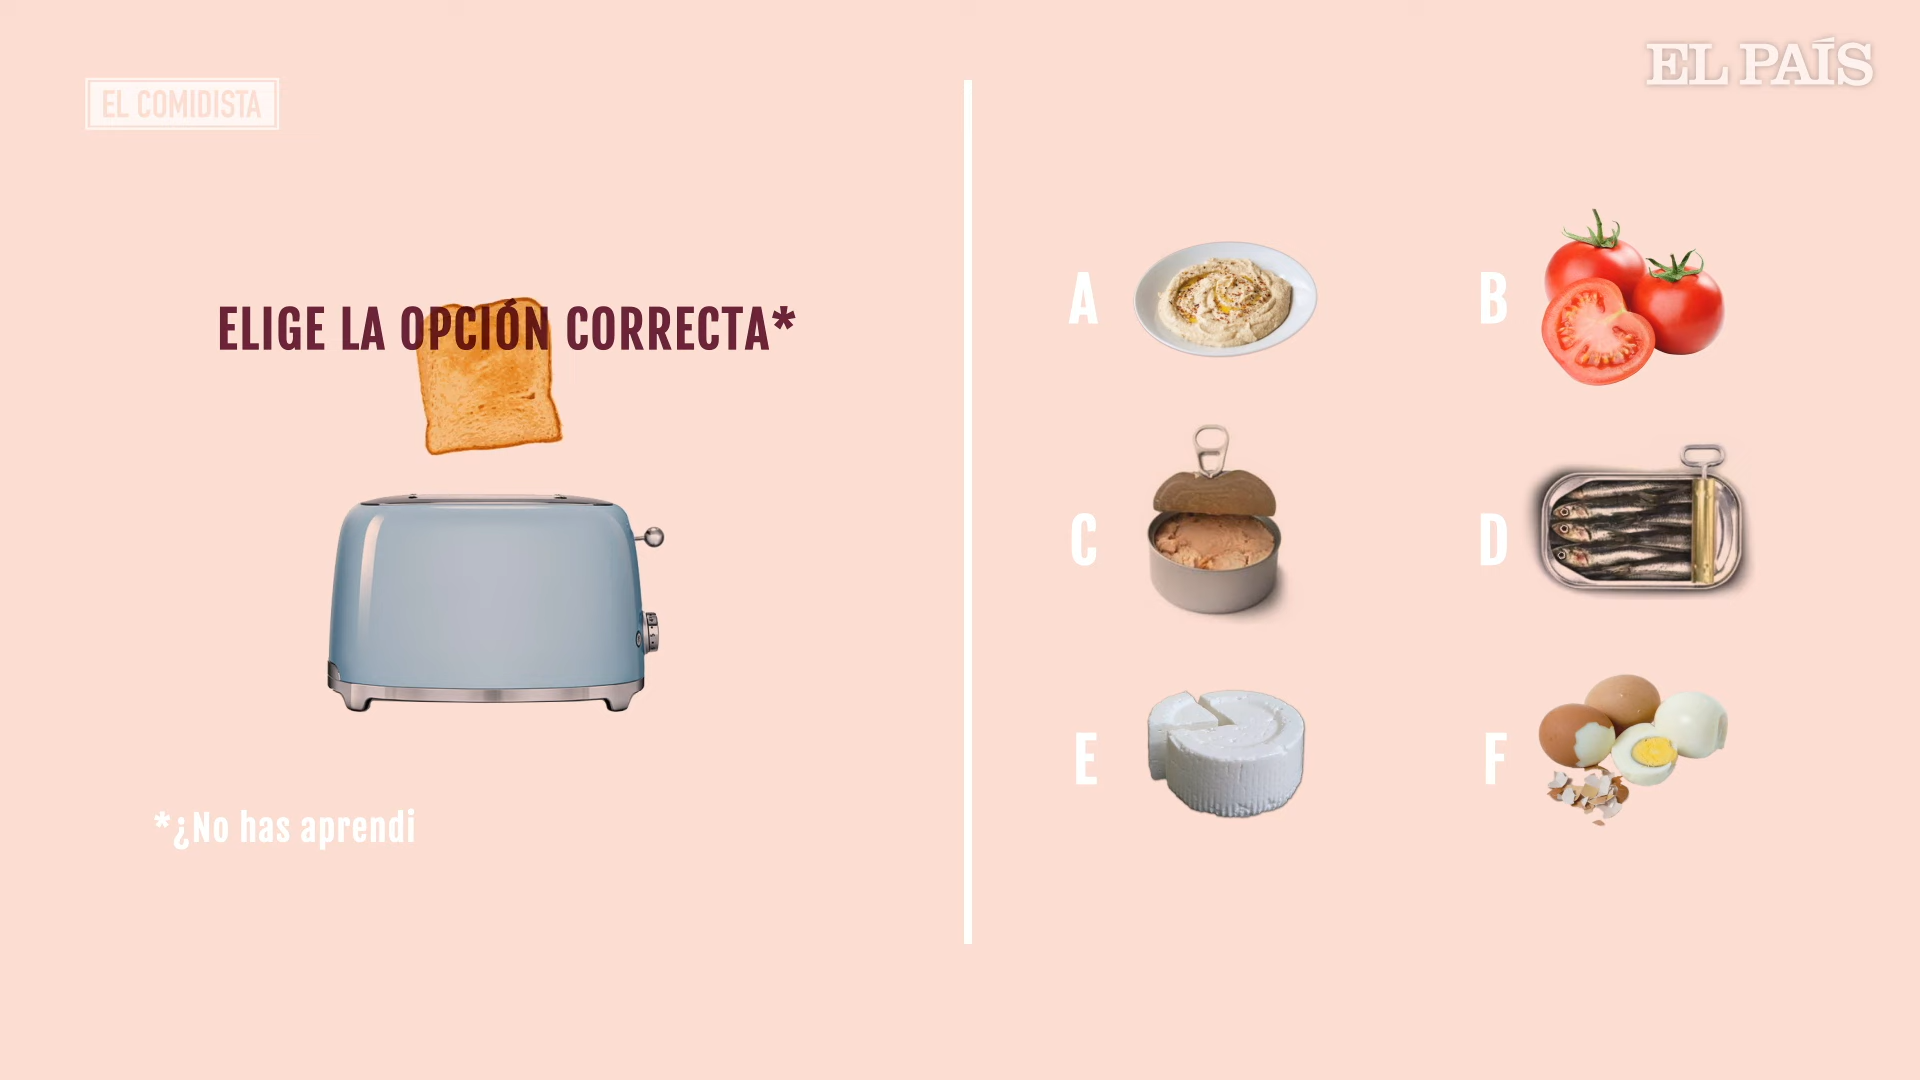 EL COMIDISTA
EL PAÍS
ELIGE LA OPCIÓN CORRECTA*
*¿No has aprendi
A
B
C
D
E
F